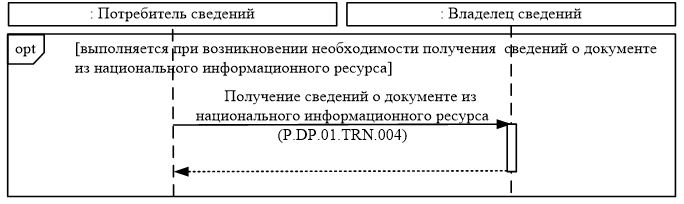 : Потребитель сведений
: Владелец сведений
opt
[выполняется при возникновении необходимости получения сведений о документе
из национального информационного ресурса]
Получение сведений о документе из
национального информационного ресурса
(P.DP.01.TRN.004)